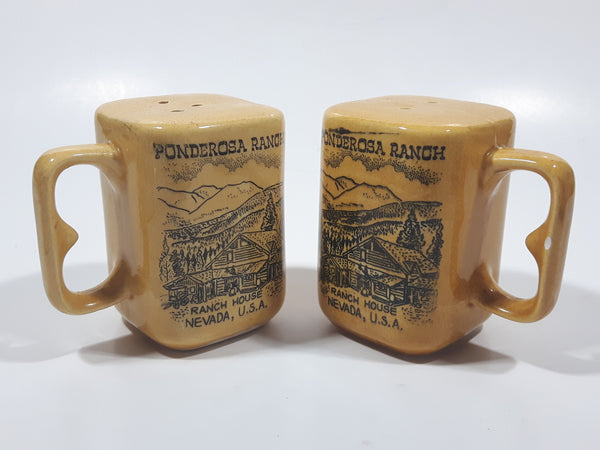 PONDEROSA RANCH
RANCH HOUSE
NEVADA, U.S.A.
PONDEROSA RANCH
RANCH HOUSE
NEVADA, U.S.A.